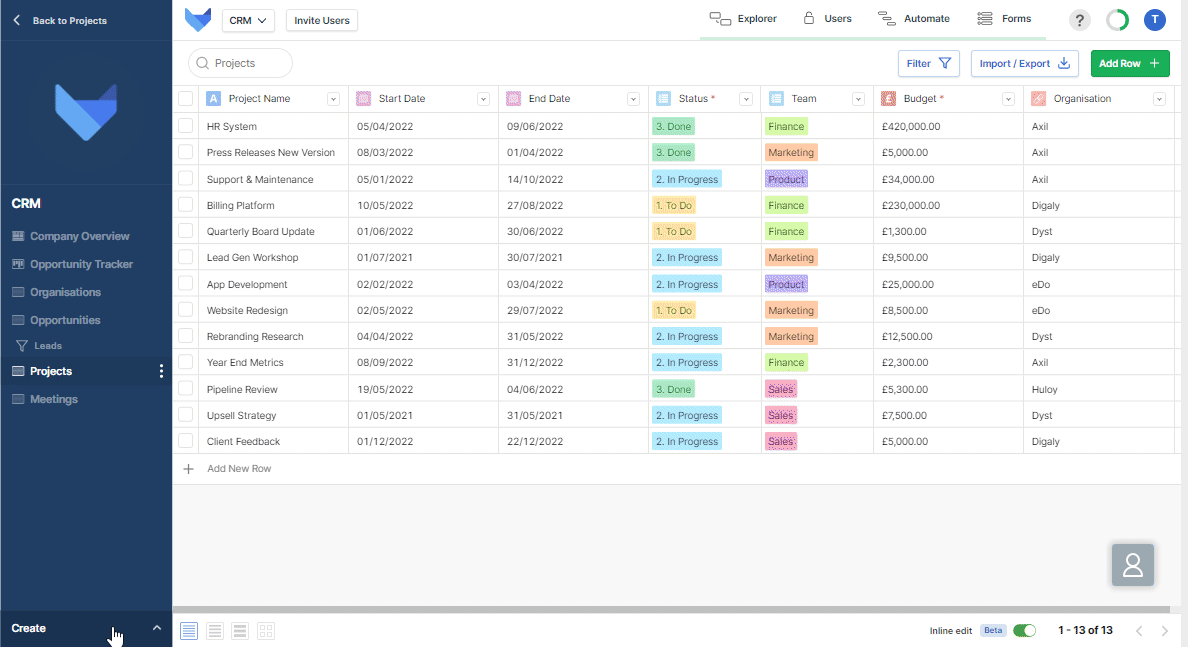 Back to Projects
CRM
Invite Users
Explorer
Users
Automate
Forms
?
T
Projects
Filter
Import / Export
Add Row +
A Project Name Start Date End Date Status * Team £ Budget * Organisation
HR System 05/04/2022 09/06/2022 3. Done Finance £420,000.00 Axil
Press Releases New Version 08/03/2022 01/04/2022 3. Done Marketing £5,000.00 Axil
Support & Maintenance 05/01/2022 14/10/2022 2. In Progress Product £34,000.00 Axil
Billing Platform 10/05/2022 27/08/2022 1. To Do Finance £230,000.00 Digaly
Quarterly Board Update 01/06/2022 30/06/2022 1. To Do Finance £1,300.00 Dyst
Lead Gen Workshop 01/07/2021 30/07/2021 2. In Progress Marketing £9,500.00 Digaly
App Development 02/02/2022 03/04/2022 2. In Progress Product £25,000.00 eDo
Website Redesign 02/05/2022 29/07/2022 1. To Do Marketing £8,500.00 eDo
Rebranding Research 04/04/2022 31/05/2022 2. In Progress Marketing £12,500.00 Dyst
Year End Metrics 08/09/2022 31/12/2022 2. In Progress Finance £2,300.00 Axil
Pipeline Review 19/05/2022 04/06/2022 3. Done Sales £5,300.00 Huloy
Upsell Strategy 01/05/2021 31/05/2021 2. In Progress Sales £7,500.00 Dyst
Client Feedback 01/12/2022 22/12/2022 2. In Progress Sales £5,000.00 Digaly
+ Add New Row
CRM
Company Overview
Opportunity Tracker
Organisations
Opportunities
Leads
Projects
Meetings
Create
Inline edit Beta 1 - 13 of 13